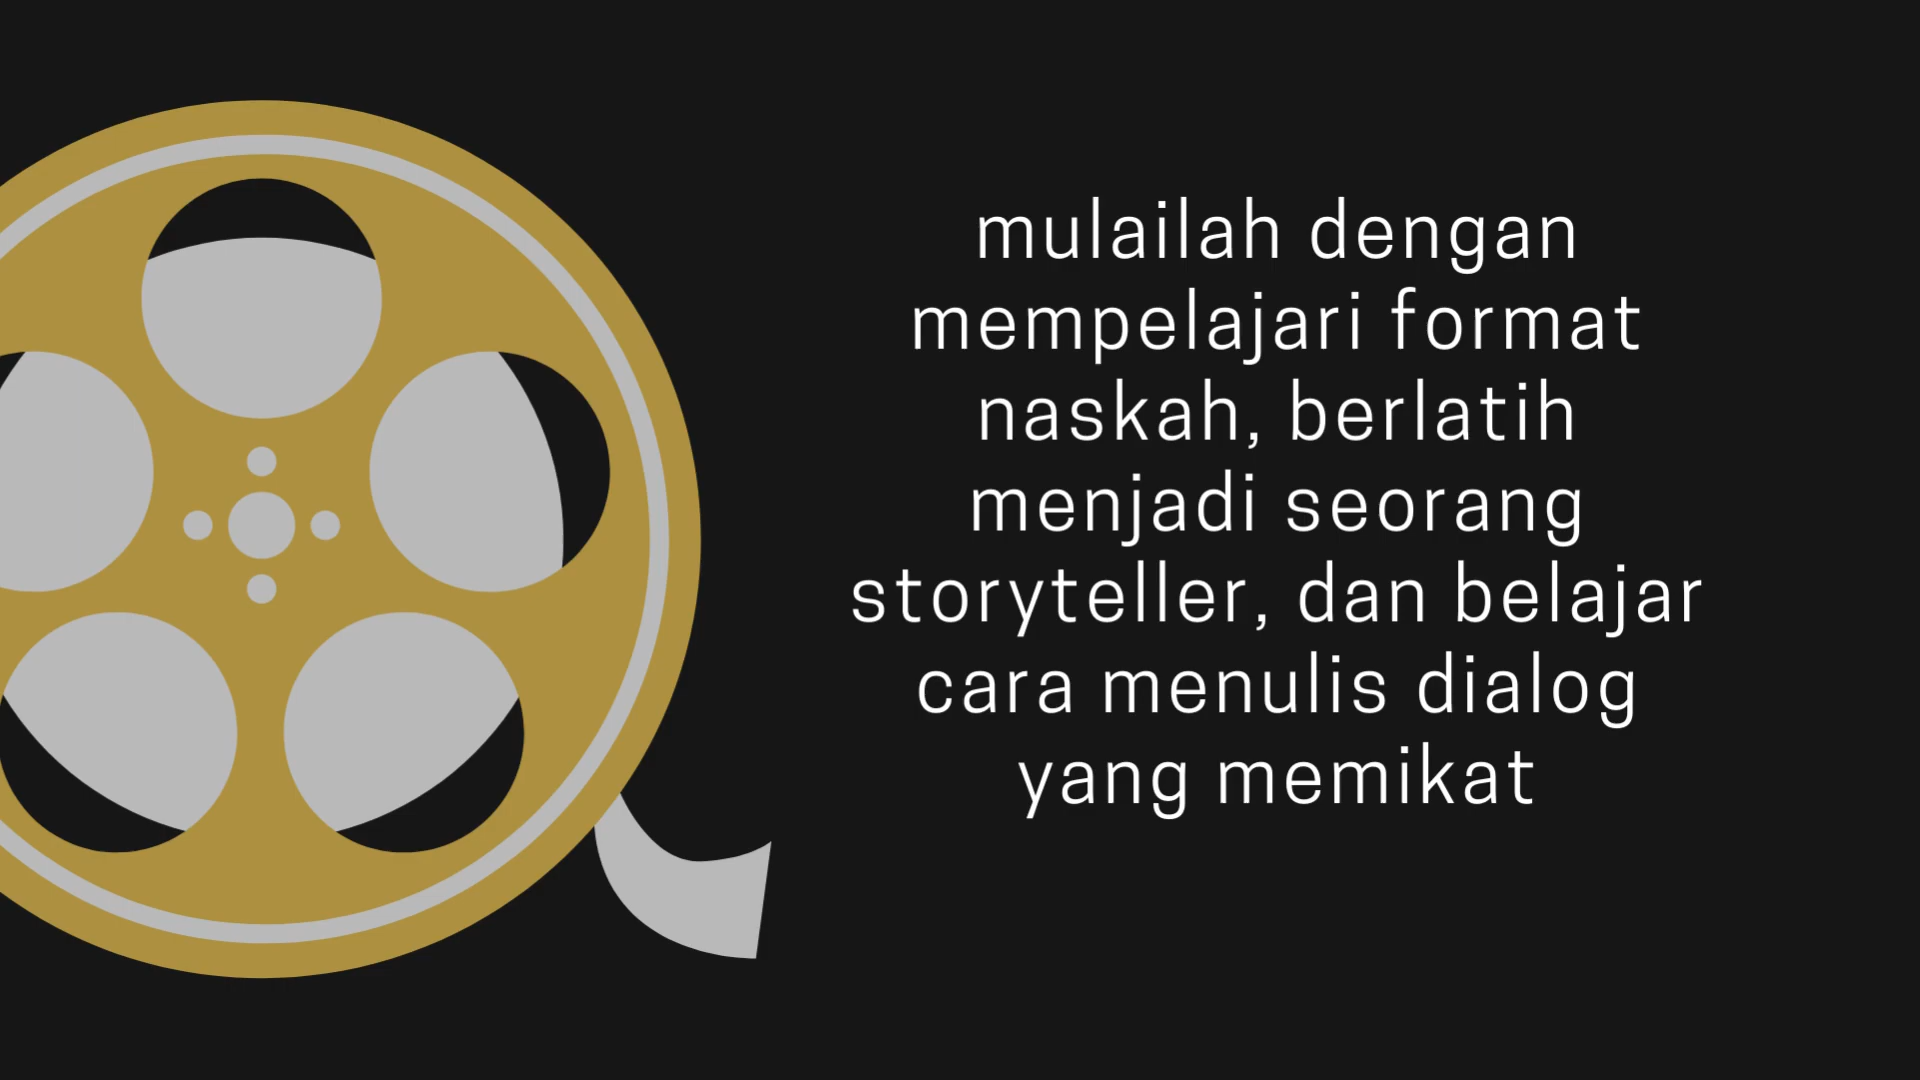 mulailah dengan
mempelajari format
naskah, berlatih
menjadi seorang
storyteller, dan belajar
cara menulis dialog
yang memikat